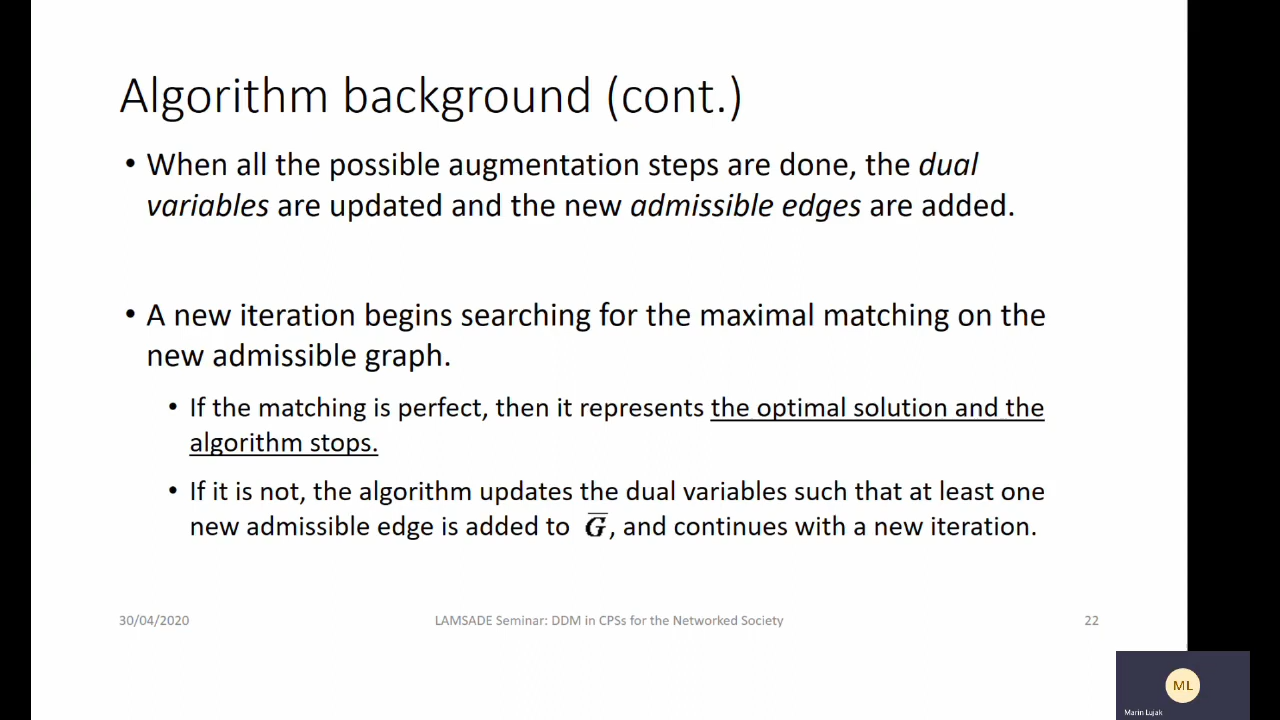 Algorithm background (cont.)
• When all the possible augmentation steps are done, the dual
variables are updated and the new admissible edges are added.
• A new iteration begins searching for the maximal matching on the
new admissible graph.
• If the matching is perfect, then it represents the optimal solution and the
algorithm stops.
• If it is not, the algorithm updates the dual variables such that at least one
new admissible edge is added to G̅, and continues with a new iteration.
30/04/2020
LAMSADE Seminar: DDM in CPSs for the Networked Society
22
ML
Marin Lujak